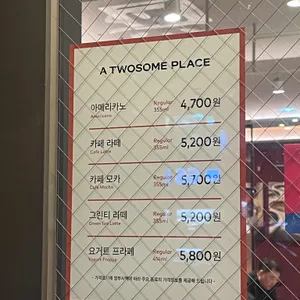 A TWOSOME PLACE
아메리카노 Regular 4,700원
Americano 355ml
카페 라떼 Regular 5,200원
Café Latte 355ml
카페 모카 Regular 5,700원
Café Mocha 355ml
그린티 라떼 Regular 5,200원
Green Tea Latte 355ml
요거트 프라페 Regular 5,800원
Yogurt Frappe 414ml